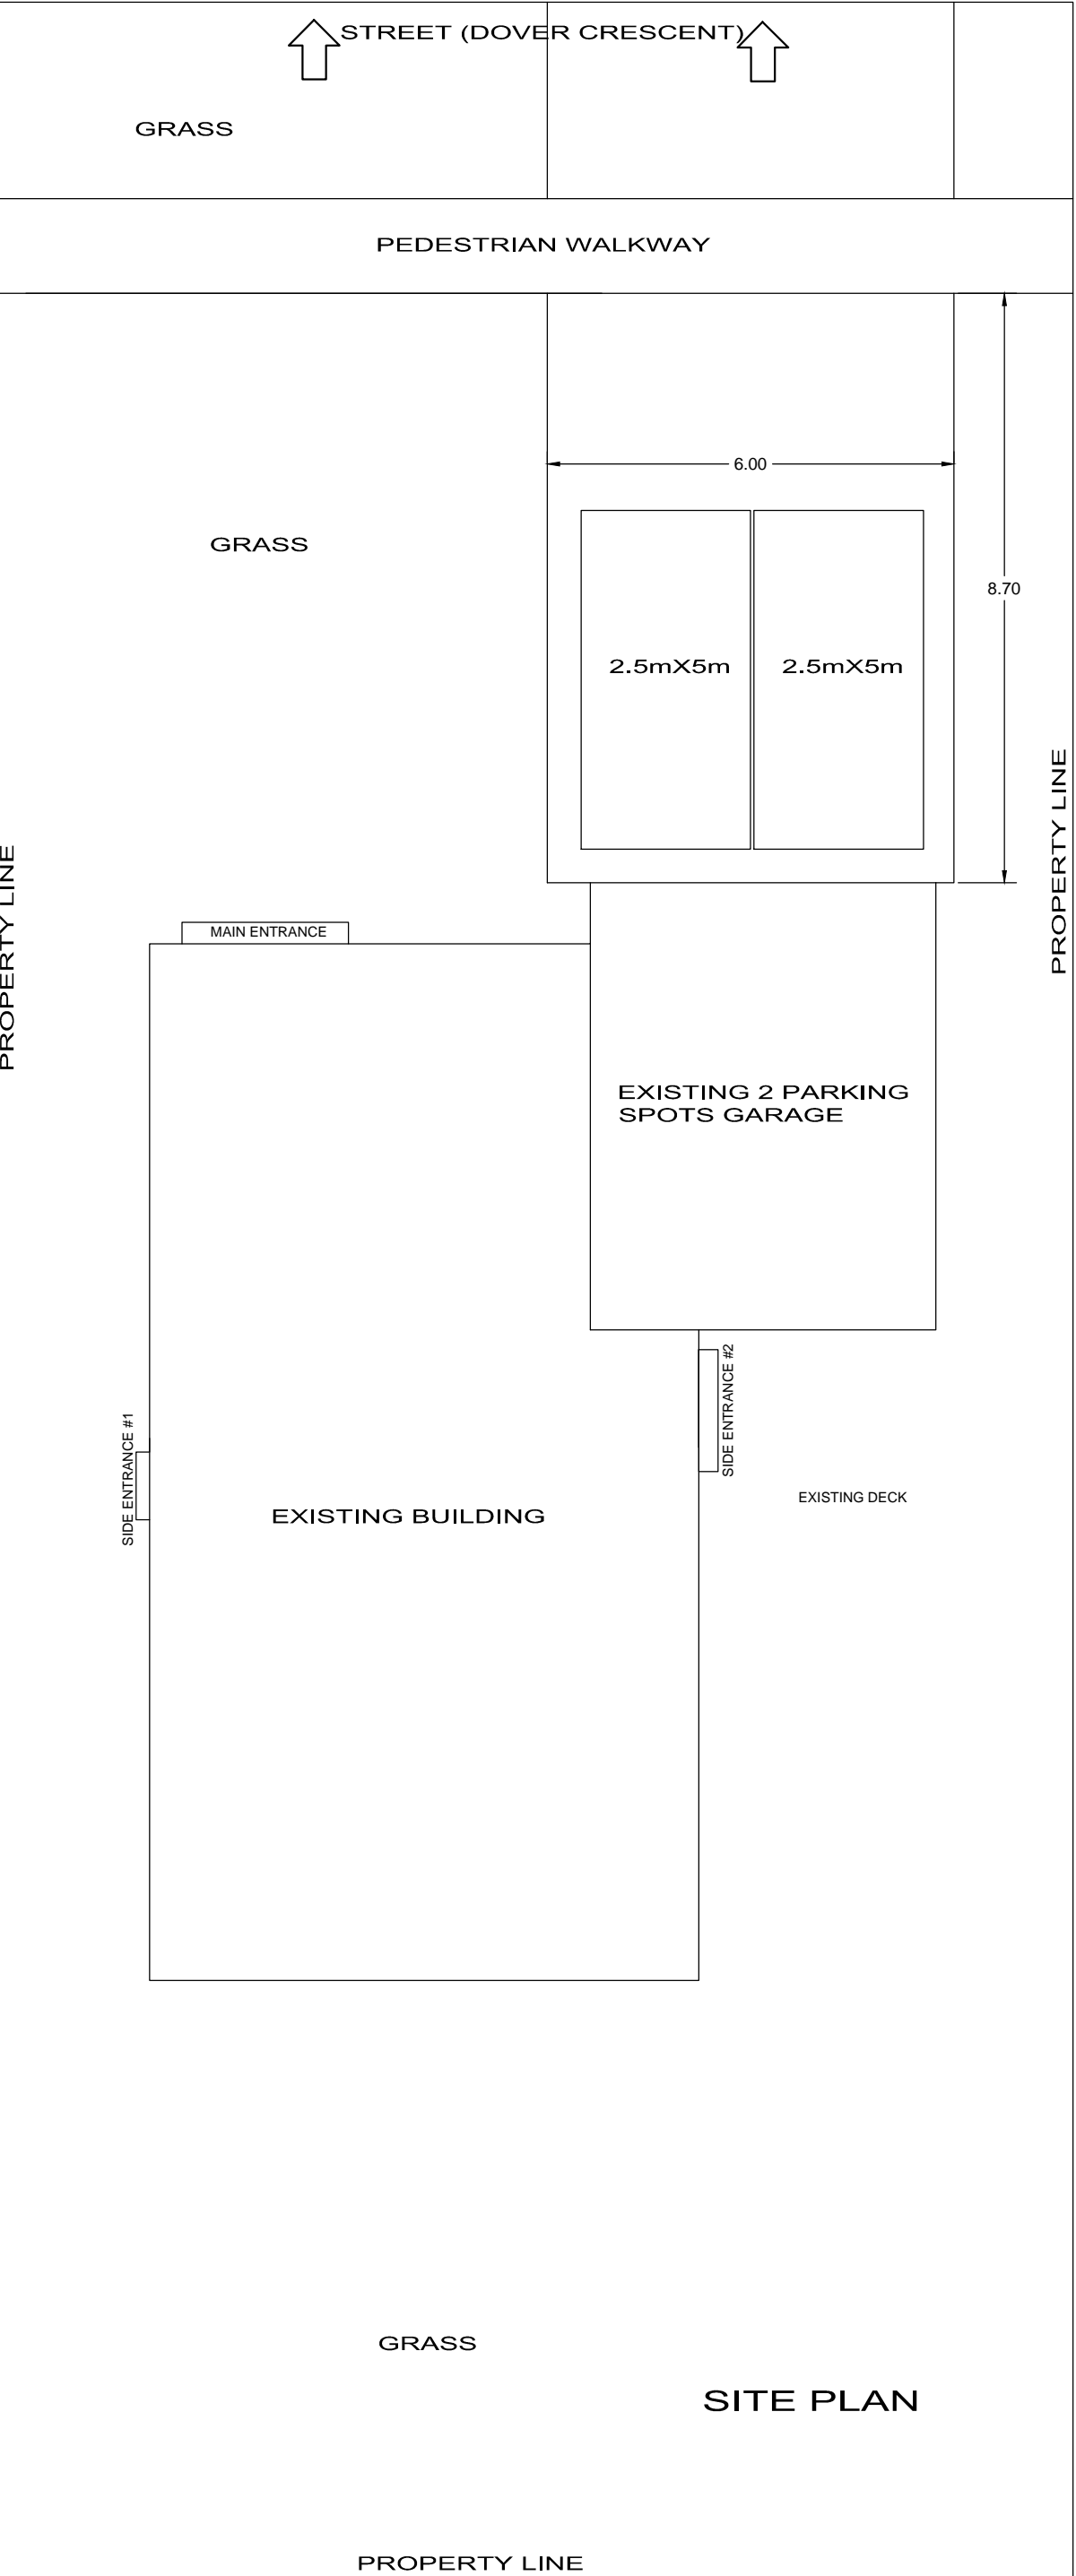 STREET (DOVER CRESCENT)
GRASS
PEDESTRIAN WALKWAY
6.00
GRASS
8.70
2.5mX5m
2.5mX5m
PROPERTY LINE
PROPERTY LINE
MAIN ENTRANCE
EXISTING 2 PARKING
SPOTS GARAGE
SIDE ENTRANCE #2
SIDE ENTRANCE #1
EXISTING DECK
EXISTING BUILDING
GRASS
SITE PLAN
PROPERTY LINE